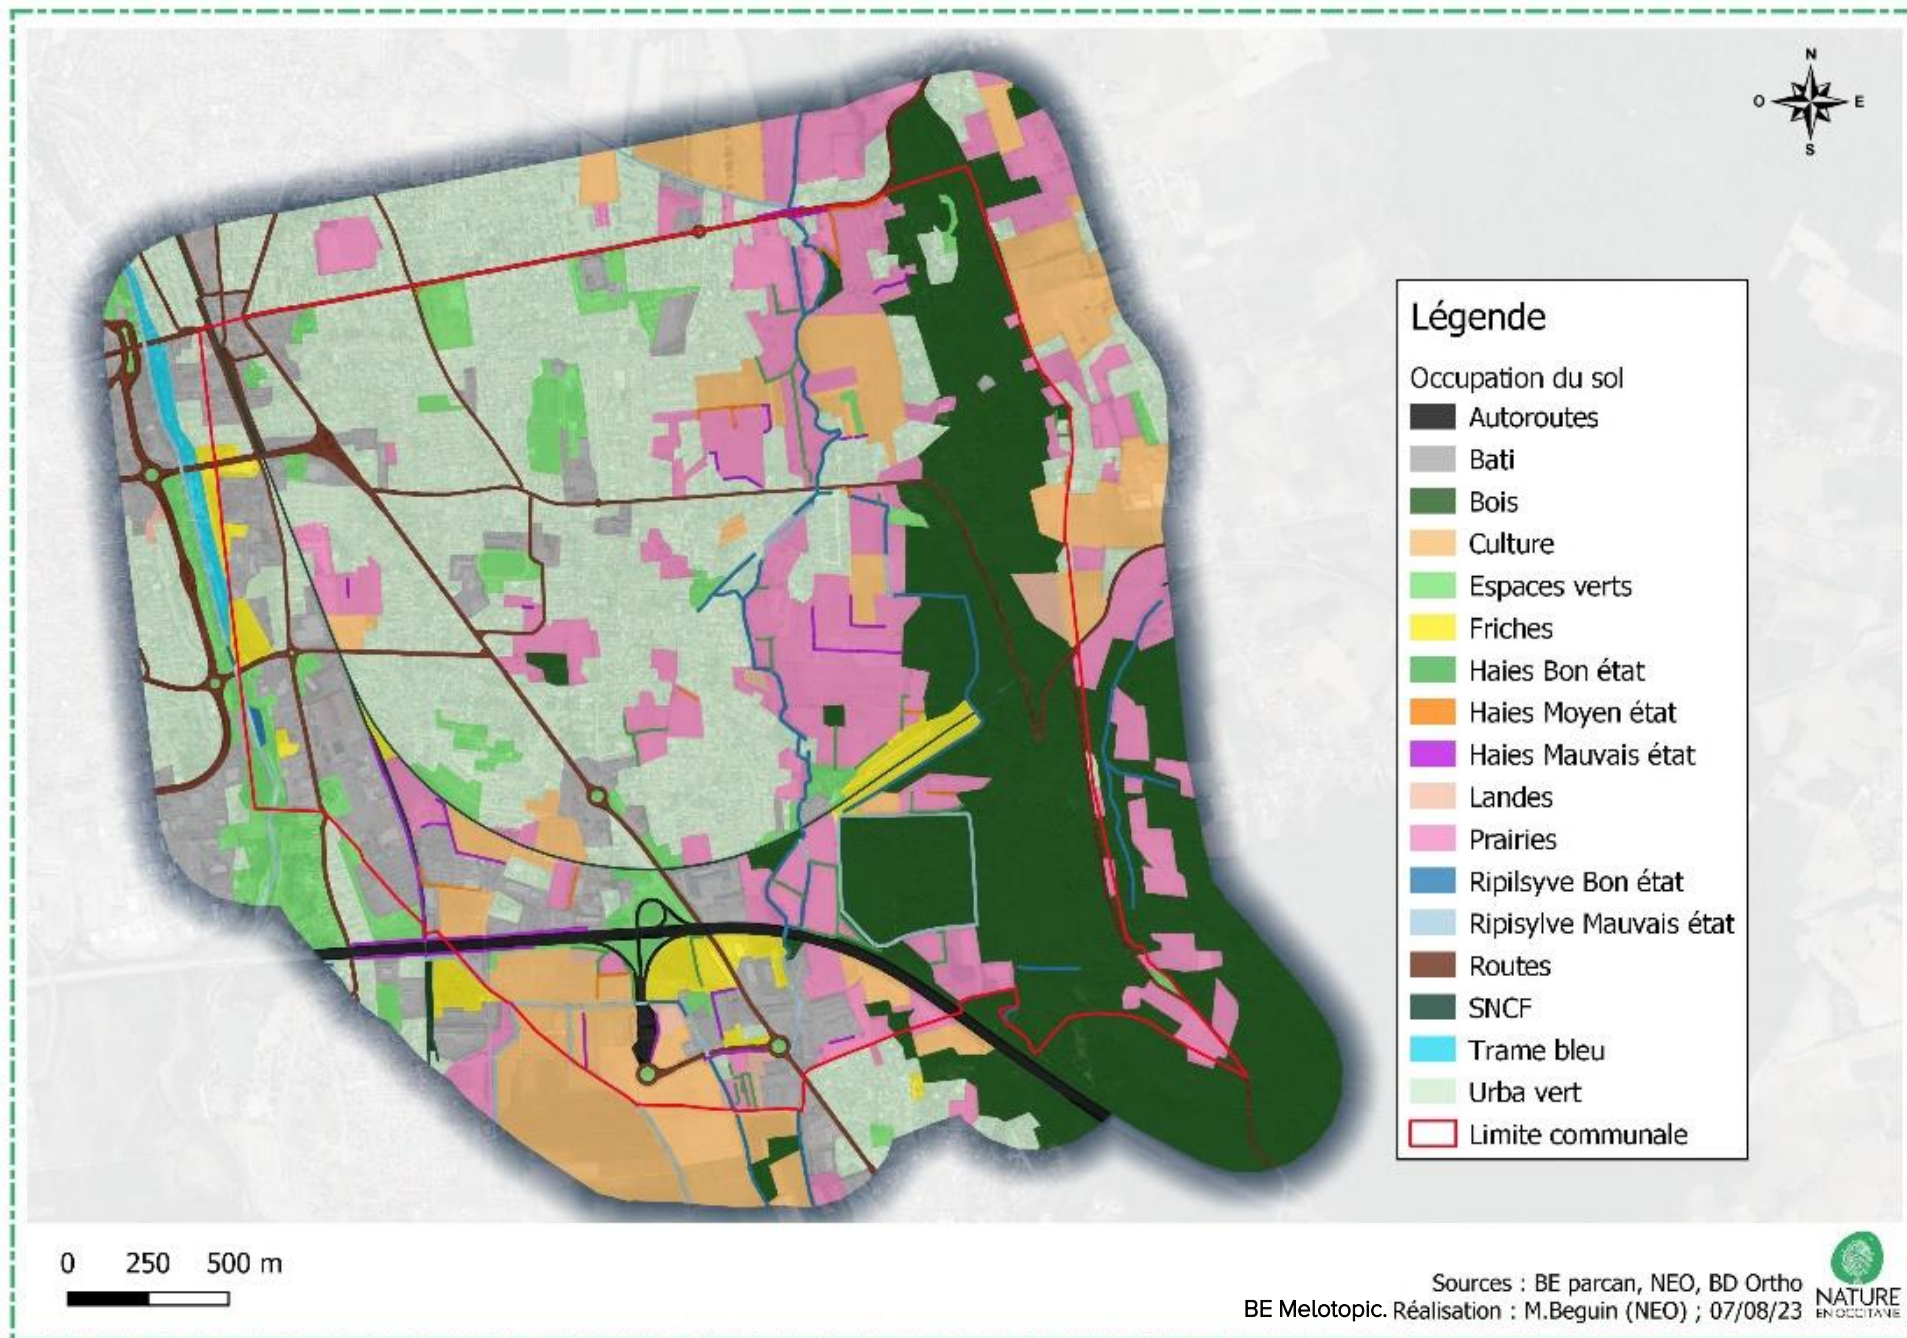 N
O E
S
Légende
Occupation du sol
Autoroutes
Bati
Bois
Culture
Espaces verts
Friches
Haies Bon état
Haies Moyen état
Haies Mauvais état
Landes
Prairies
Ripilsyve Bon état
Ripisylve Mauvais état
Routes
SNCF
Trame bleu
Urba vert
Limite communale
0 250 500 m
Sources : BE parcan, NEO, BD Ortho
BE Melotopic. Réalisation : M.Beguin (NEO) ; 07/08/23
NATURE
EN OCCITANIE